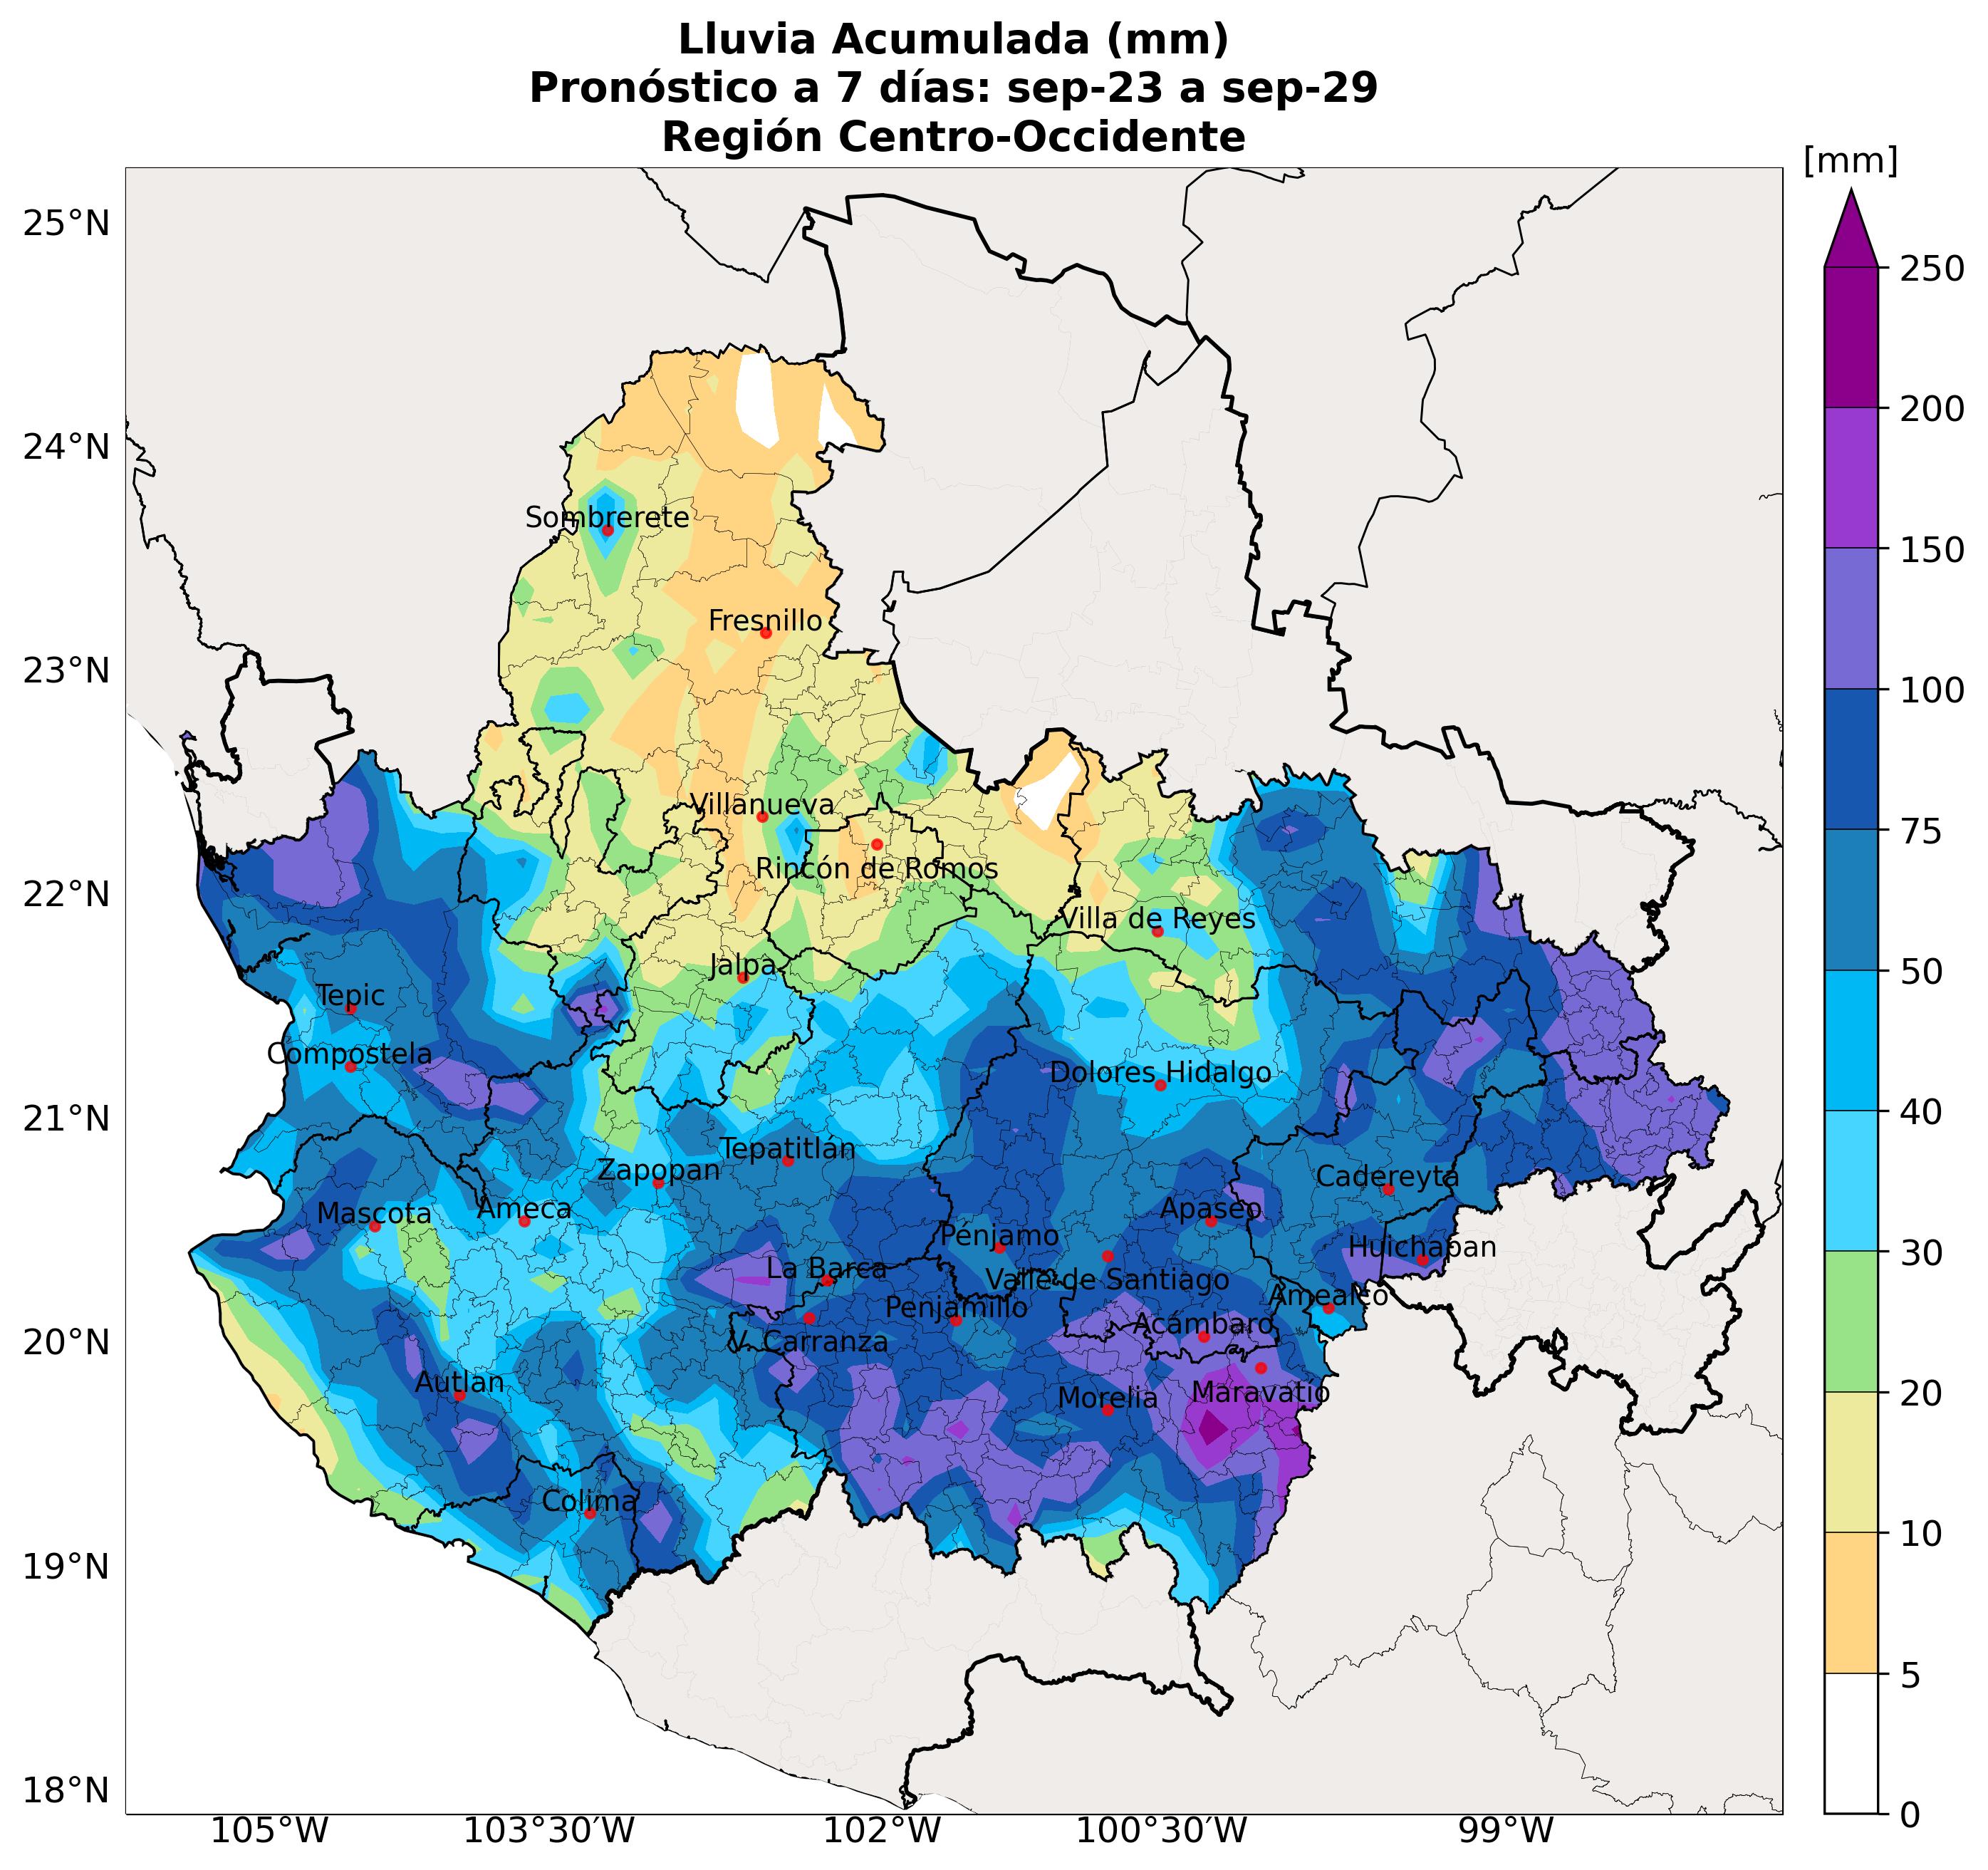 Lluvia Acumulada (mm)
Pronóstico a 7 días: sep-23 a sep-29
Región Centro-Occidente
[mm]
25°N
24°N
23°N
22°N
21°N
20°N
19°N
18°N
105°W
103°30'W
102°W
100°30'W
99°W
250
200
150
100
75
50
40
30
20
10
5
0
Sombrerete
Fresnillo
Villanueva
Rincón de Romos
Villa de Reyes
Jalpa
Tepic
Compostela
Dolores Hidalgo
Tepatitlán
Zapopan
Cadereyta
Mascota
Ameca
Apaseo
Pénjamo
Huichapan
La Barca
Valle de Santiago
Amealco
Penjamillo
Acámbaro
V. Carranza
Autlan
Morelia
Maravatio
Colima